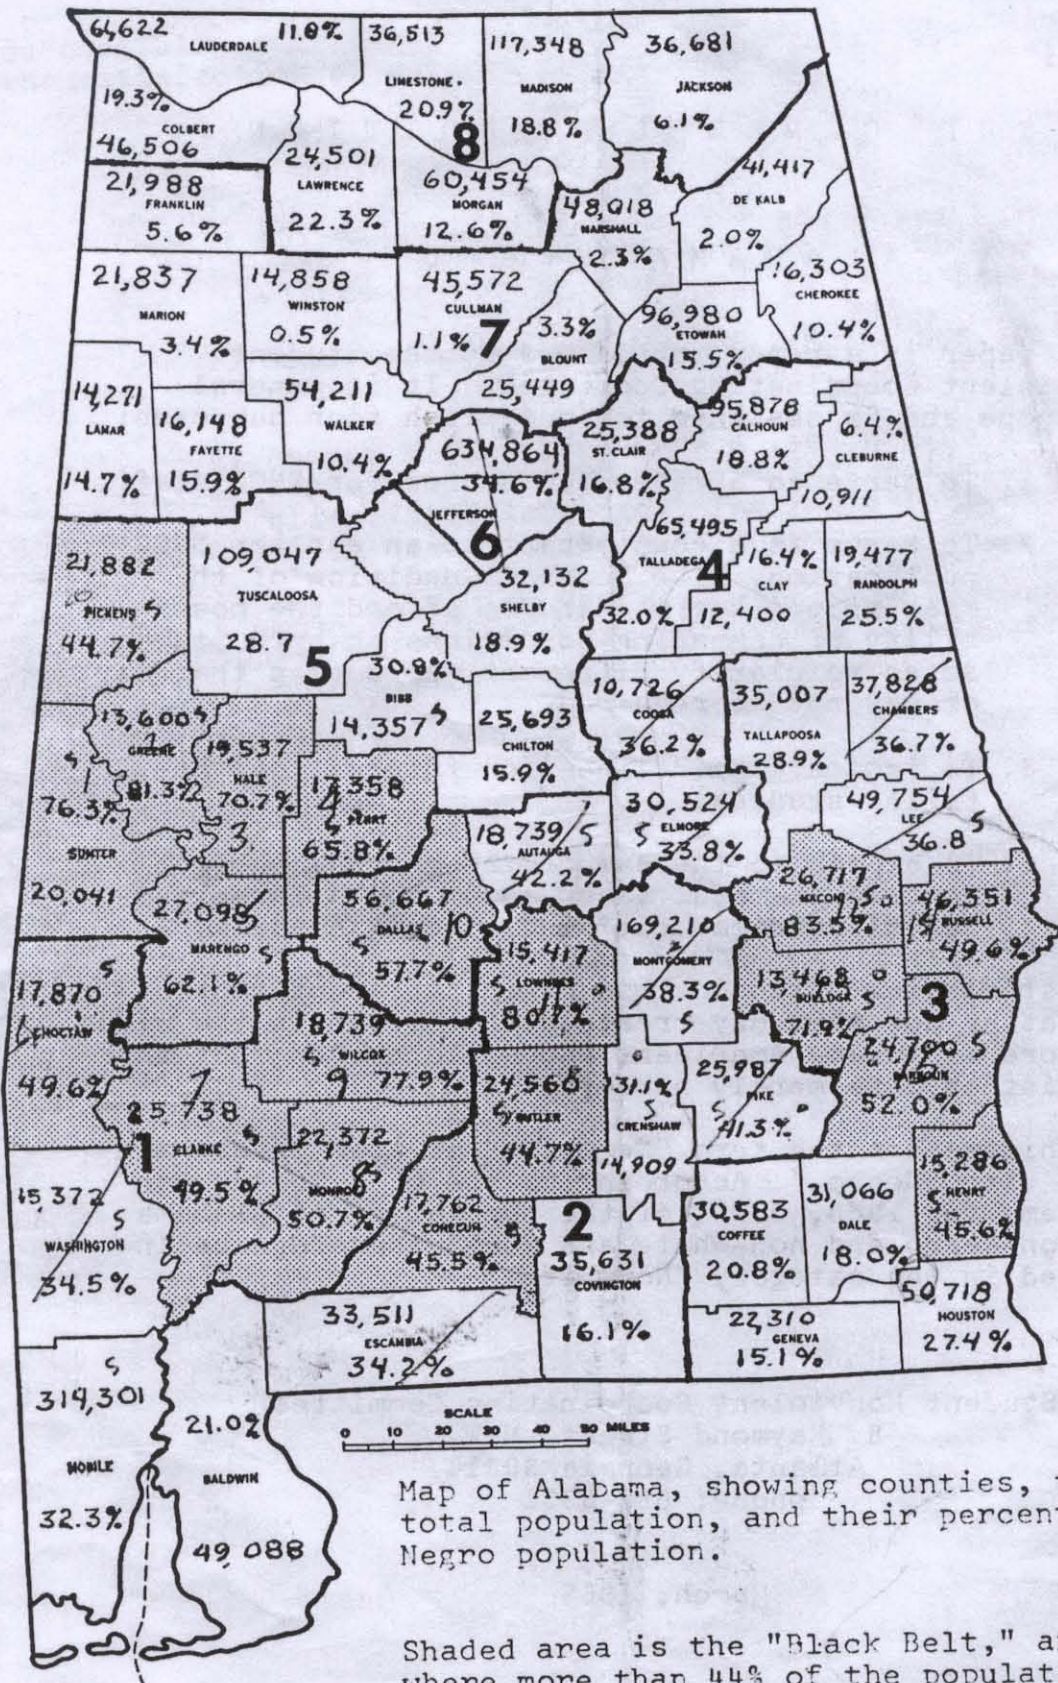 61,622 LAUDERDALE 11.8%
36,513 LIMESTONE 20.9%
117,348 MADISON 18.8%
36,681 JACKSON 6.1%
8
19.3% COLBERT 46,506
24,501 LAWRENCE 22.3%
60,454 MORGAN 12.6%
41,417 DE KALB 2.0%
21,988 FRANKLIN 5.6%
48,018 MARSHALL 2.3%
21,837 MARION 3.4%
14,858 WINSTON 0.5%
45,572 CULLMAN 1.1%
7
3.3% BLOUNT 25,449
96,980 ETOWAH 15.5%
16,303 CHEROKEE 10.4%
14,271 LAMAR 14.7%
16,148 FAYETTE 15.9%
54,211 WALKER 10.4%
634,864 34.6% JEFFERSON
6
25,388 ST. CLAIR 16.8%
95,878 CALHOUN 18.8%
6.4% CLEBURNE 10,911
21,882 PICKENS S 44.7%
109,047 TUSCALOOSA 28.7
5
32,132 SHELBY 18.9%
65,495 TALLADEGA 32.0%
4
16.4% CLAY 12,400
19,477 RANDOLPH 25.5%
30.8% BIBB 14,357 S
25,693 CHILTON 15.9%
10,726 COOSA 36.2%
35,007 TALLAPOOSA 28.9%
37,828 CHAMBERS 36.7%
13,600 S GREENE 81.3%
19,537 HALE 70.7% 3
17,358 PERRY 65.8%
S 76.3% SUMTER 20,041
18,739 S AUTAUGA 42.2%
30,524 ELMORE S 33.8%
49,754 LEE 36.8 S
27,098 MARENGO S 62.1%
56,667 DALLAS 10 S 57.7%
15,417 S LOWNDES 80.7%
169,210 MONTGOMERY 38.3% S
26,717 MACON S 83.5%
46,351 RUSSELL 49.6%
S 17,870 CHOCTAW 49.6%
18,739 WILCOX S 9 77.9%
13,468 BULLOCK S 71.9%
3
24,700 S BARBOUR 52.0%
1
25,738 CLARKE S 49.5%
22,372 MONROE 8 S 50.7%
17,762 CONECUH S 45.5%
24,560 BUTLER S 44.7%
31.1% S CRENSHAW 14,909
25,987 PIKE S 41.3%
15,286 HENRY S 45.6%
15,372 S WASHINGTON 34.5%
2
35,631 COVINGTON 16.1%
30,583 COFFEE 20.8%
31,066 DALE 18.0%
33,511 ESCAMBIA 34.2%
22,310 GENEVA 15.1%
50,718 HOUSTON 27.4%
S 314,301 MOBILE 32.3%
21.0% BALDWIN 49,088
SCALE
0 10 20 30 40 50 MILES
Map of Alabama, showing counties,
total population, and their percent
Negro population.
Shaded area is the "Black Belt,"
where more than 44% of the populat